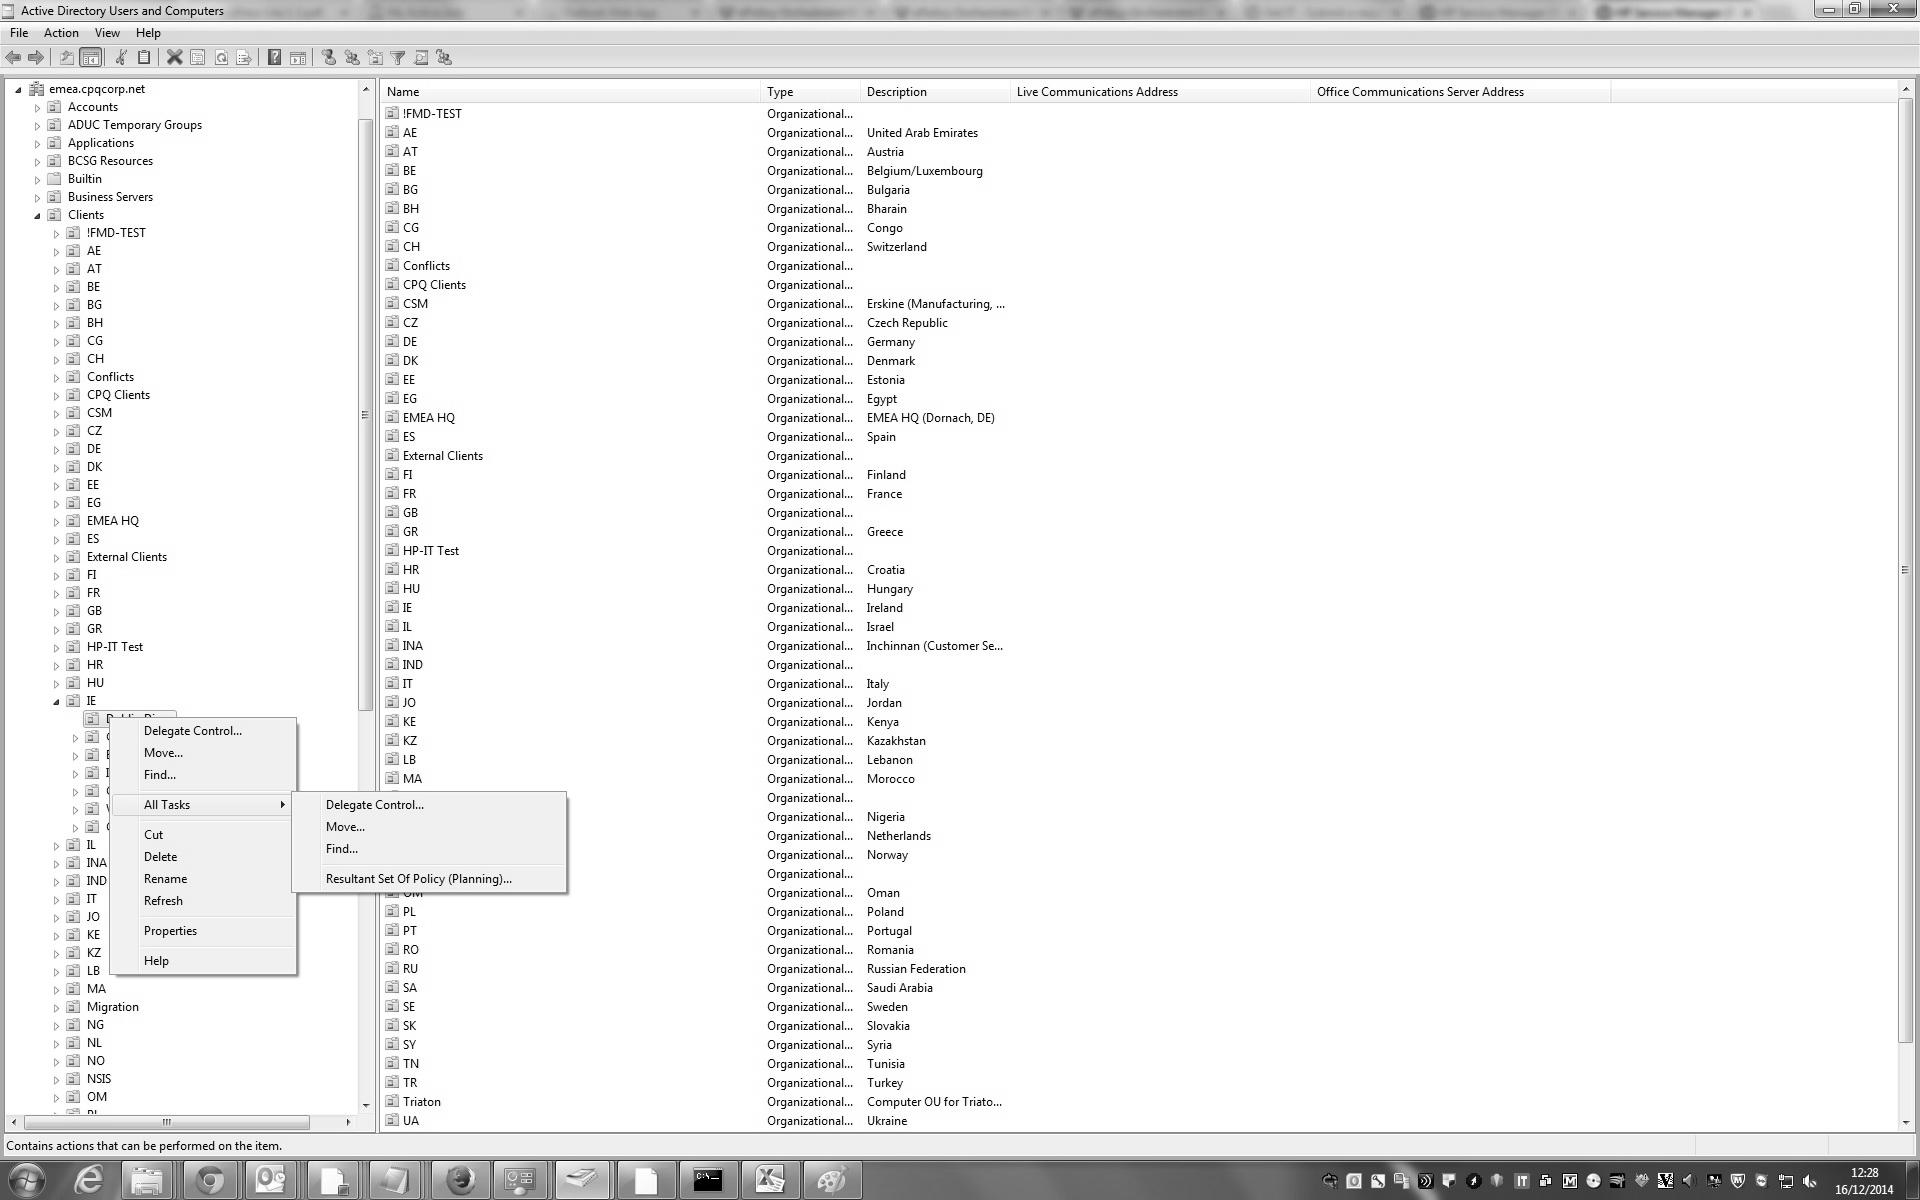 Active Directory Users and Computers
File Action View Help
emea.cpqcorp.net
Accounts
ADUC Temporary Groups
Applications
BCSG Resources
Builtin
Business Servers
Clients
!FMD-TEST
AE
AT
BE
BG
BH
CG
CH
Conflicts
CPQ Clients
CSM
CZ
DE
DK
EE
EG
EMEA HQ
ES
External Clients
FI
FR
GB
GR
HP-IT Test
HR
HU
IE
IL
INA
IND
IT
JO
KE
KZ
LB
MA
Migration
NG
NL
NO
NSIS
OM
Delegate Control...
Move...
Find...
All Tasks
Cut
Delete
Rename
Refresh
Properties
Help
Delegate Control...
Move...
Find...
Resultant Set Of Policy (Planning)...
Name Type Description Live Communications Address Office Communications Server Address
!FMD-TEST Organizational...
AE Organizational... United Arab Emirates
AT Organizational... Austria
BE Organizational... Belgium/Luxembourg
BG Organizational... Bulgaria
BH Organizational... Bharain
CG Organizational... Congo
CH Organizational... Switzerland
Conflicts Organizational...
CPQ Clients Organizational...
CSM Organizational... Erskine (Manufacturing, ...
CZ Organizational... Czech Republic
DE Organizational... Germany
DK Organizational... Denmark
EE Organizational... Estonia
EG Organizational... Egypt
EMEA HQ Organizational... EMEA HQ (Dornach, DE)
ES Organizational... Spain
External Clients Organizational...
FI Organizational... Finland
FR Organizational... France
GB Organizational...
GR Organizational... Greece
HP-IT Test Organizational...
HR Organizational... Croatia
HU Organizational... Hungary
IE Organizational... Ireland
IL Organizational... Israel
INA Organizational... Inchinnan (Customer Se...
IND Organizational...
IT Organizational... Italy
JO Organizational... Jordan
KE Organizational... Kenya
KZ Organizational... Kazakhstan
LB Organizational... Lebanon
MA Organizational... Morocco
Organizational...
Organizational... Nigeria
Organizational... Netherlands
Organizational... Norway
Organizational...
OM Organizational... Oman
PL Organizational... Poland
PT Organizational... Portugal
RO Organizational... Romania
RU Organizational... Russian Federation
SA Organizational... Saudi Arabia
SE Organizational... Sweden
SK Organizational... Slovakia
SY Organizational... Syria
TN Organizational... Tunisia
TR Organizational... Turkey
Triaton Organizational... Computer OU for Triato...
UA Organizational... Ukraine
Contains actions that can be performed on the item.
12:28
16/12/2014